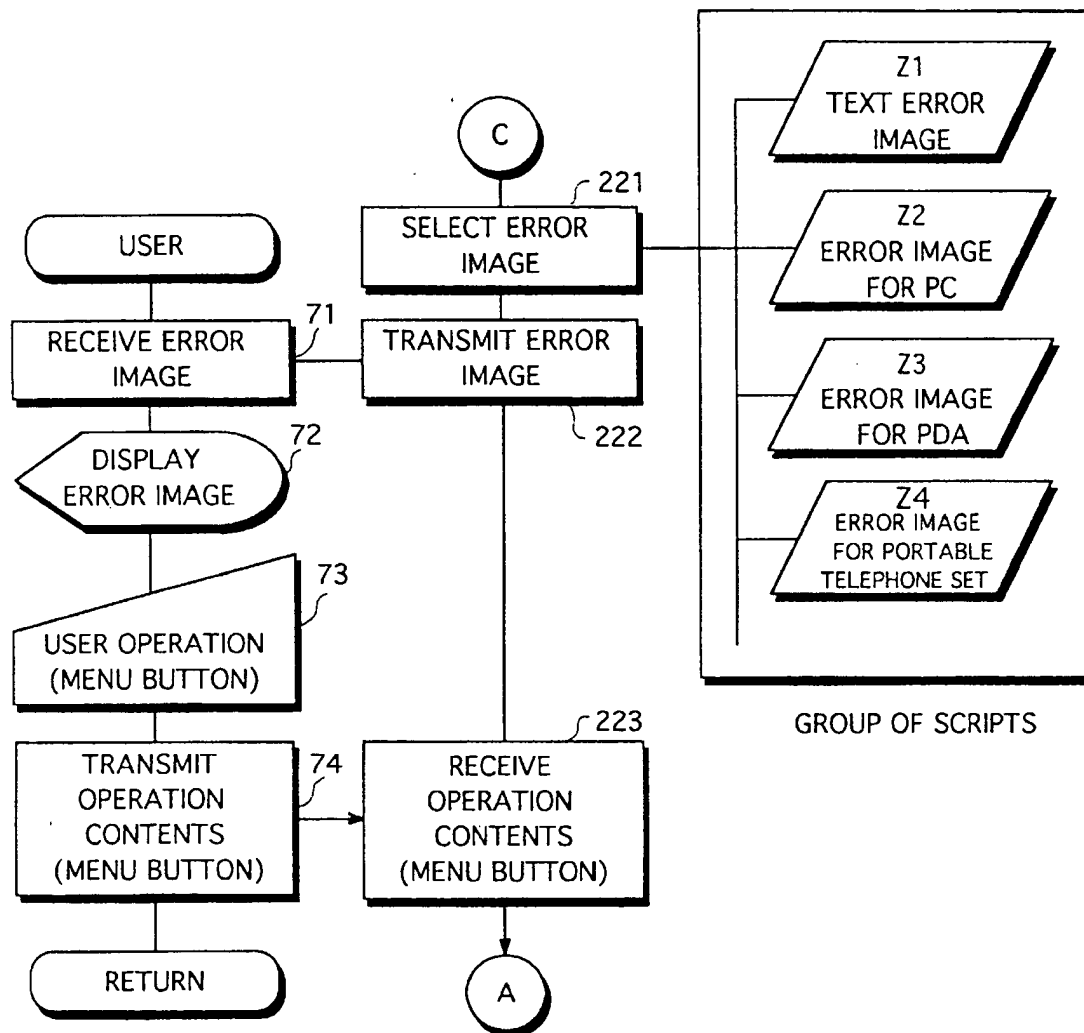 C
221
SELECT ERROR
IMAGE
USER
71
RECEIVE ERROR
IMAGE
TRANSMIT ERROR
IMAGE
222
72
DISPLAY
ERROR IMAGE
73
USER OPERATION
(MENU BUTTON)
74
TRANSMIT
OPERATION
CONTENTS
(MENU BUTTON)
223
RECEIVE
OPERATION
CONTENTS
(MENU BUTTON)
RETURN
A
Z1
TEXT ERROR
IMAGE
Z2
ERROR IMAGE
FOR PC
Z3
ERROR IMAGE
FOR PDA
Z4
ERROR IMAGE
FOR PORTABLE
TELEPHONE SET
GROUP OF SCRIPTS